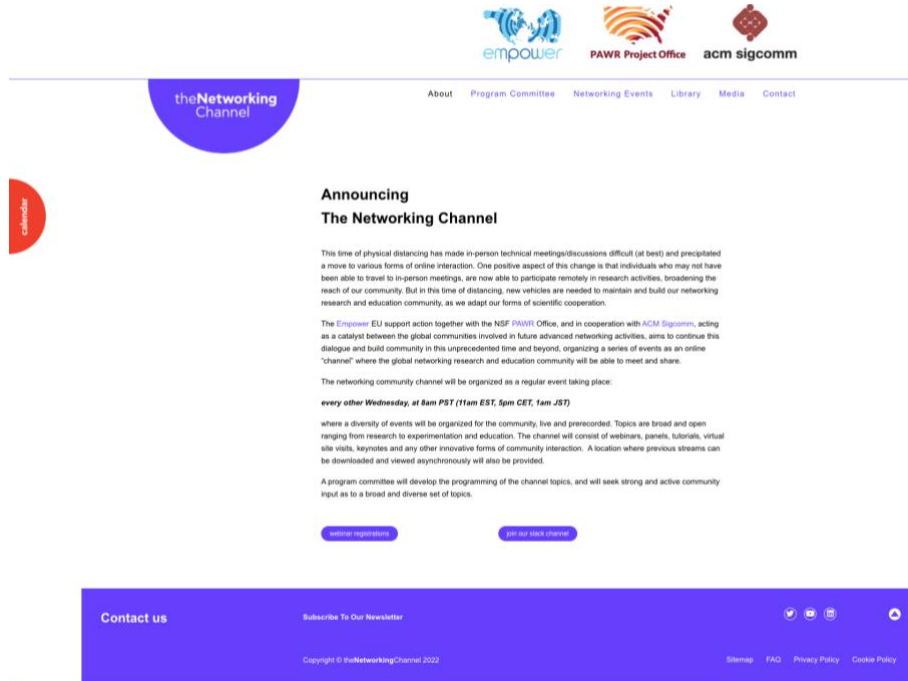 empower
PAWR Project Office
acm sigcomm
theNetworking
Channel
About Program Committee Networking Events Library Media Contact
calendar
Announcing
The Networking Channel
This time of physical distancing has made in-person technical meetings/discussions difficult (at best) and precipitated
a move to various forms of online interaction. One positive aspect of this change is that individuals who may not have
been able to travel to in-person meetings, are now able to participate remotely in research activities, broadening the
reach of our community. But in this time of distancing, new vehicles are needed to maintain and build our networking
research and education community, as we adapt our forms of scientific cooperation.
The Empower EU support action together with the NSF PAWR Office, and in cooperation with ACM Sigcomm, acting
as a catalyst between the global communities involved in future advanced networking activities, aims to continue this
dialogue and build community in this unprecedented time and beyond, organizing a series of events as an online
"channel" where the global networking research and education community will be able to meet and share.
The networking community channel will be organized as a regular event taking place:
every other Wednesday, at 8am PST (11am EST, 5pm CET, 1am JST)
where a diversity of events will be organized for the community, live and prerecorded. Topics are broad and open
ranging from research to experimentation and education. The channel will consist of webinars, panels, tutorials, virtual
site visits, keynotes and any other innovative forms of community interaction. A location where previous streams can
be downloaded and viewed asynchronously will also be provided.
A program committee will develop the programming of the channel topics, and will seek strong and active community
input as to a broad and diverse set of topics.
webinar registrations
join our slack channel
Contact us
Subscribe To Our Newsletter
Copyright © theNetworkingChannel 2022
Sitemap FAQ Privacy Policy Cookie Policy